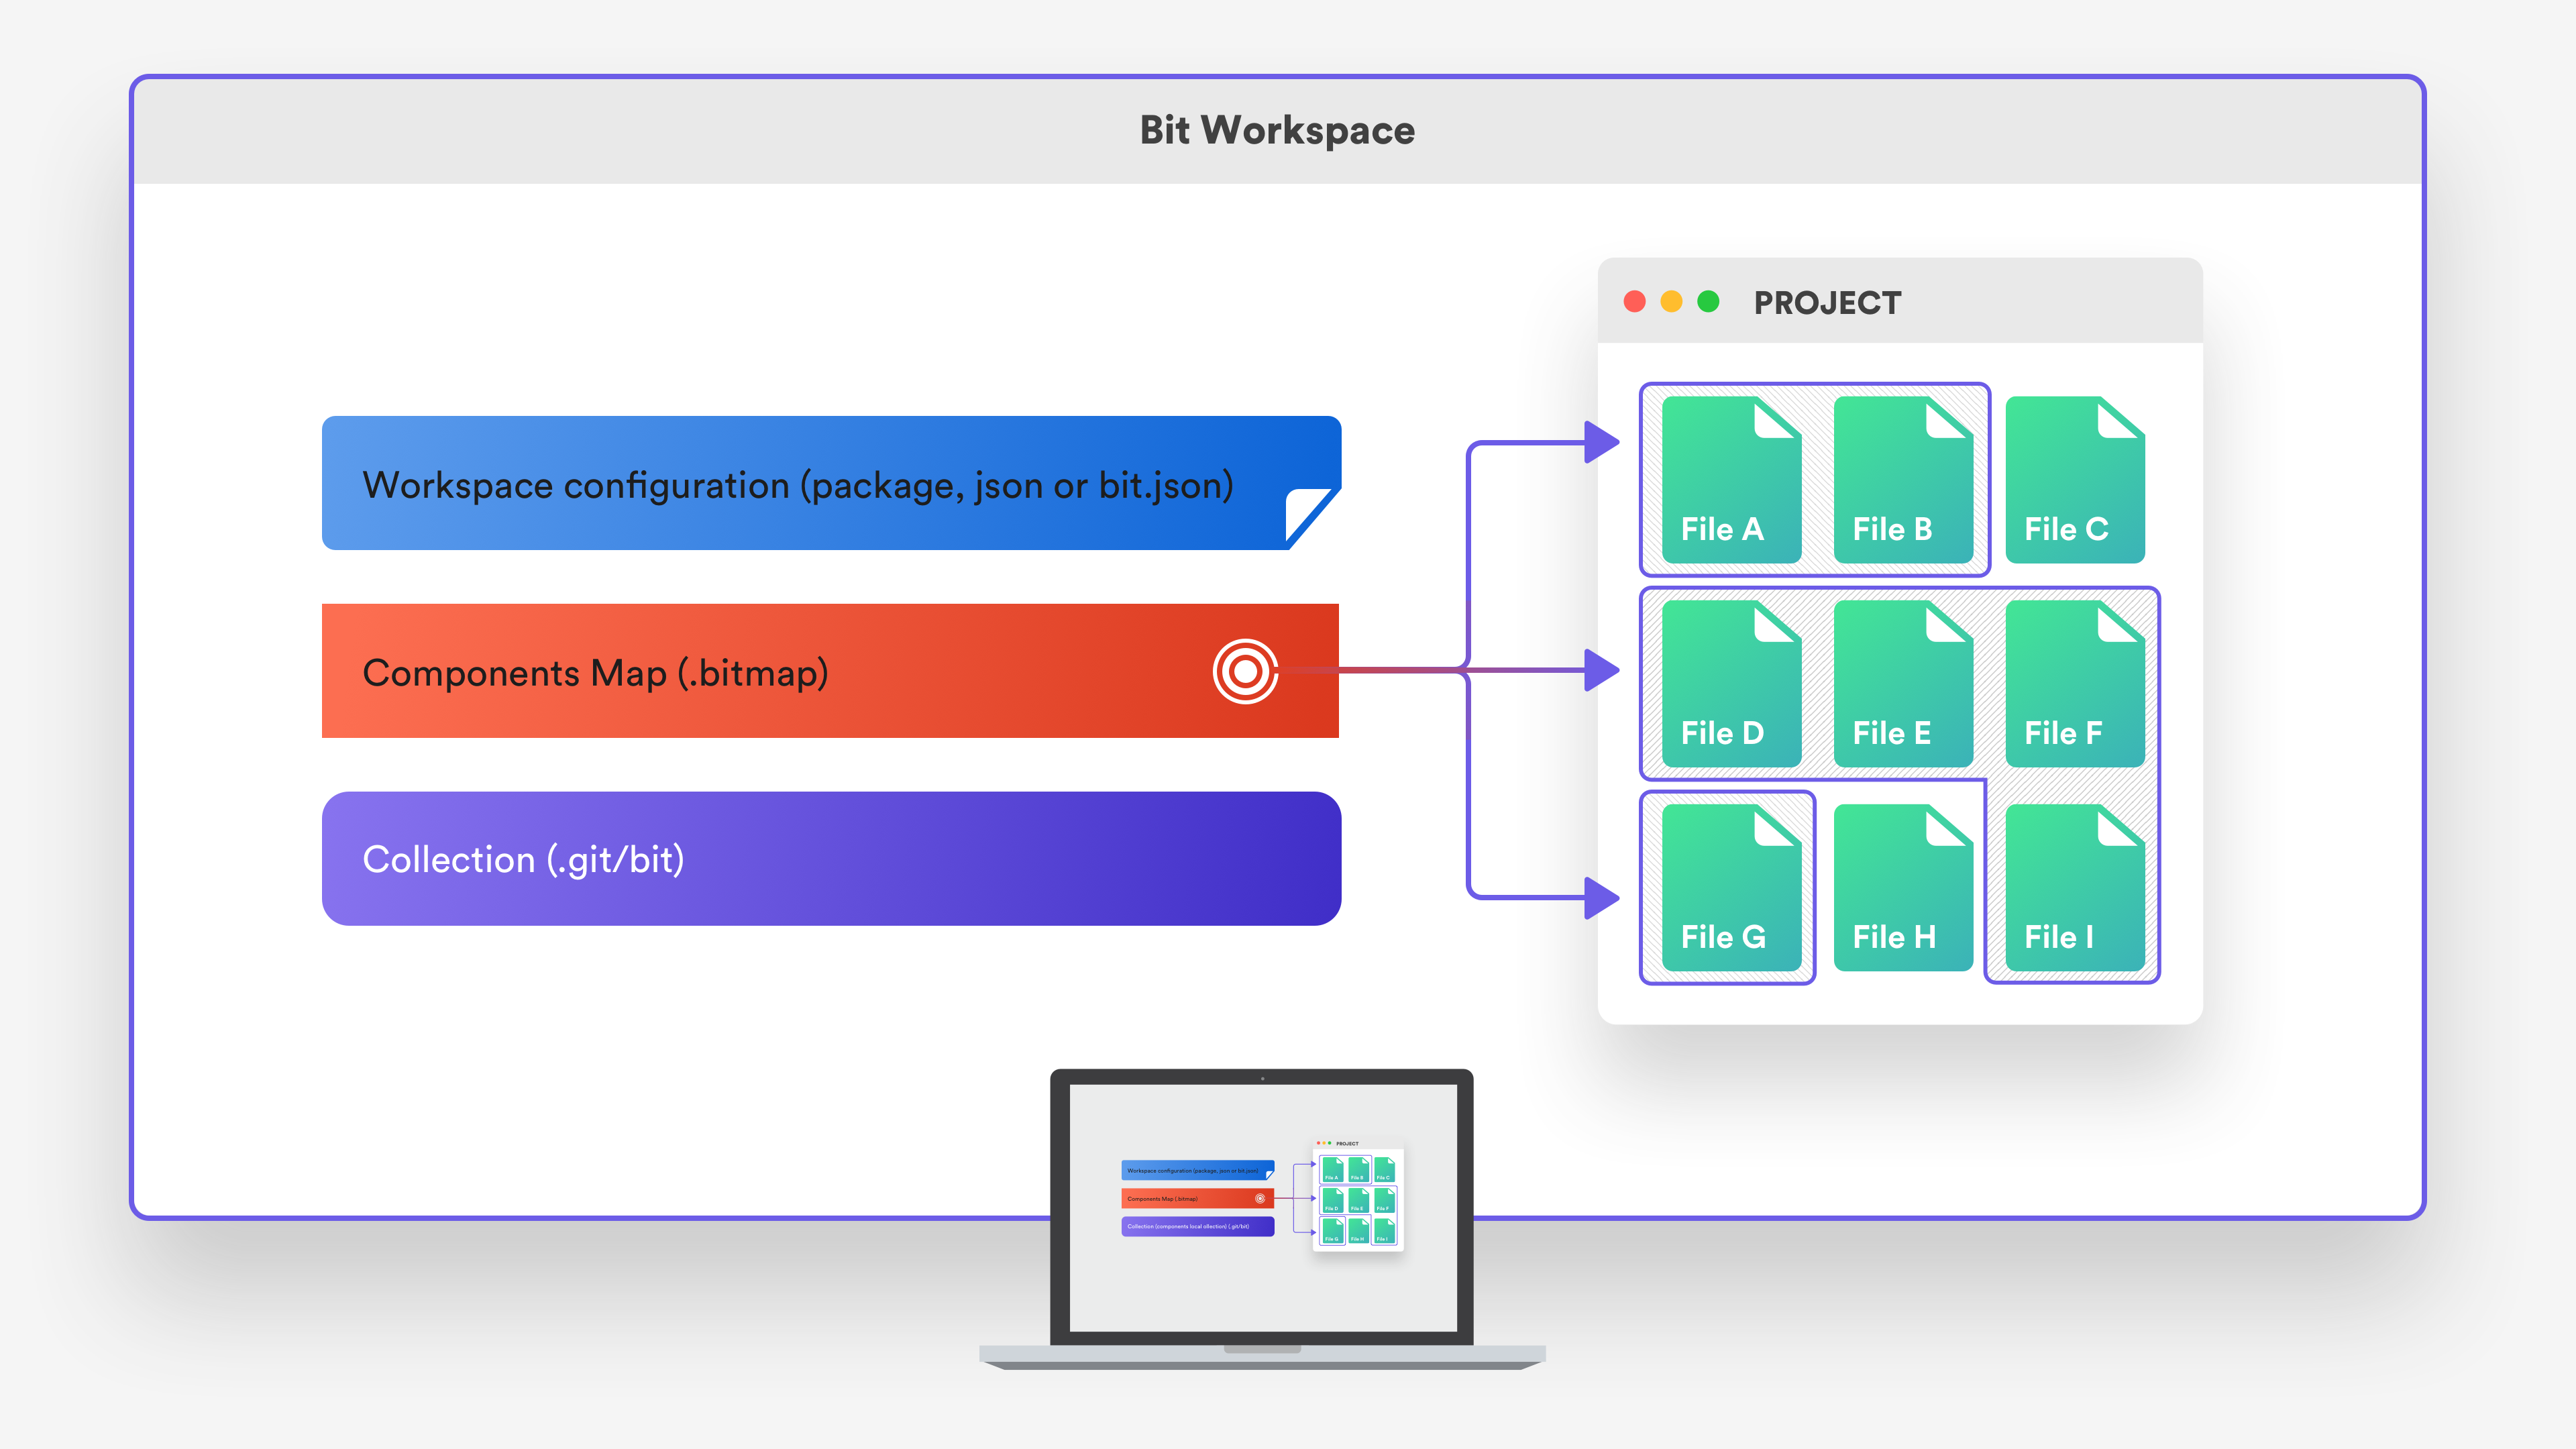 Bit Workspace
Workspace configuration (package, json or bit.json)
Components Map (.bitmap)
Collection (.git/bit)
PROJECT
File A
File B
File C
File D
File E
File F
File G
File H
File I
PROJECT
Workspace configuration (package, json or bit.json)
Components Map (.bitmap)
Collection (components local ollection) (.git/bit)
File A
File B
File C
File D
File E
File F
File G
File H
File I